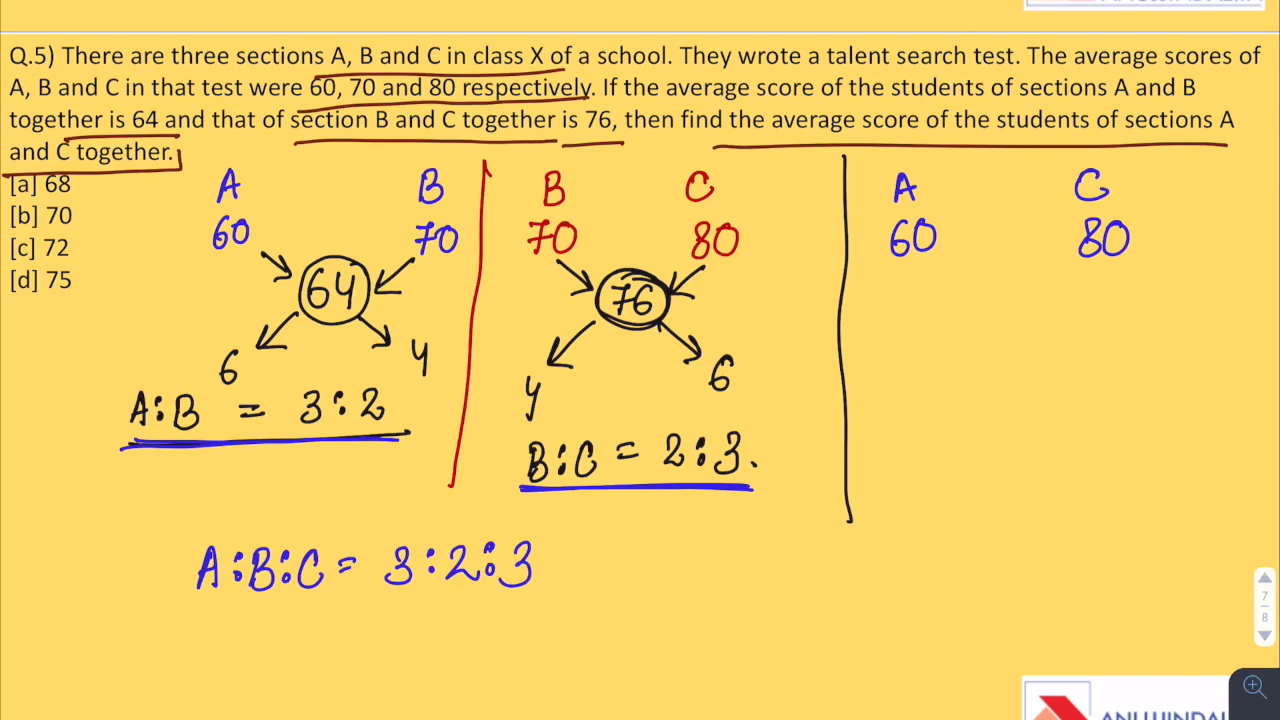 Q.5) There are three sections A, B and C in class X of a school. They wrote a talent search test. The average scores of
A, B and C in that test were 60, 70 and 80 respectively. If the average score of the students of sections A and B
together is 64 and that of section B and C together is 76, then find the average score of the students of sections A
and C together.
[a] 68
[b] 70
[c] 72
[d] 75
A B
60 70
64
6 4
A:B = 3:2
B C
70 80
76
4 6
B:C = 2:3.
A C
60 80
A:B:C = 3:2:3
7
8